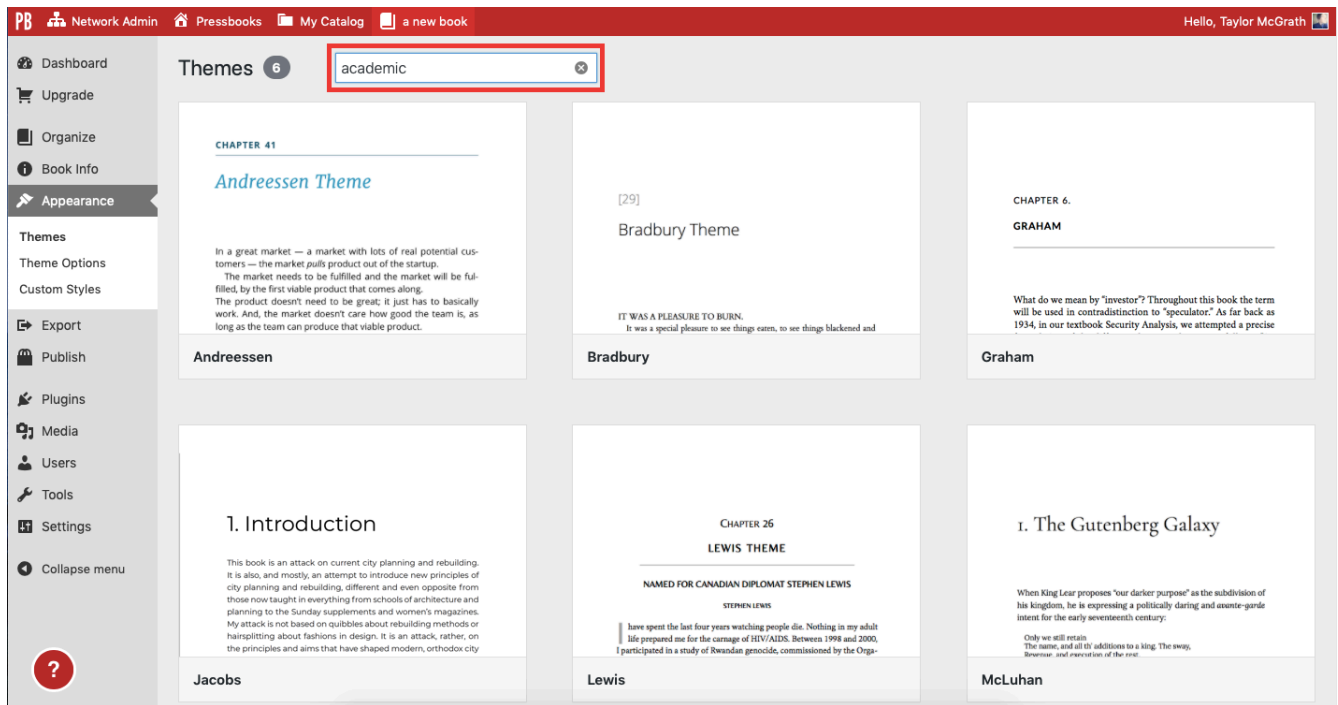 PB Network Admin Pressbooks My Catalog a new book Hello, Taylor McGrath
Dashboard
Upgrade
Organize
Book Info
Appearance
Themes
Theme Options
Custom Styles
Export
Publish
Plugins
Media
Users
Tools
Settings
Collapse menu
?
Themes 6 academic
CHAPTER 41
Andreessen Theme
In a great market — a market with lots of real potential cus-
tomers — the market pulls product out of the startup.
The market needs to be fulfilled and the market will be ful-
filled, by the first viable product that comes along.
The product doesn't need to be great; it just has to basically
work. And, the market doesn't care how good the team is, as
long as the team can produce that viable product.
Andreessen
[29]
Bradbury Theme
IT WAS A PLEASURE TO BURN.
It was a special pleasure to see things eaten, to see things blackened and
Bradbury
CHAPTER 6.
GRAHAM
What do we mean by "investor"? Throughout this book the term
will be used in contradistinction to "speculator." As far back as
1934, in our textbook Security Analysis, we attempted a precise
Graham
1. Introduction
This book is an attack on current city planning and rebuilding.
It is also, and mostly, an attempt to introduce new principles of
city planning and rebuilding, different and even opposite from
those now taught in everything from schools of architecture and
planning to the Sunday supplements and women's magazines.
My attack is not based on quibbles about rebuilding methods or
hairsplitting about fashions in design. It is an attack, rather, on
the principles and aims that have shaped modern, orthodox city
Jacobs
CHAPTER 26
LEWIS THEME
NAMED FOR CANADIAN DIPLOMAT STEPHEN LEWIS
STEPHEN LEWIS
I have spent the last four years watching people die. Nothing in my adult
life prepared me for the carnage of HIV/AIDS. Between 1998 and 2000,
I participated in a study of Rwandan genocide, commissioned by the Orga-
Lewis
1. The Gutenberg Galaxy
When King Lear proposes "our darker purpose" as the subdivision of
his kingdom, he is expressing a politically daring and avante-garde
intent for the early seventeenth century:
Only we still retain
The name, and all th' additions to a king. The sway,
Revenue, and execution of the rest,
McLuhan